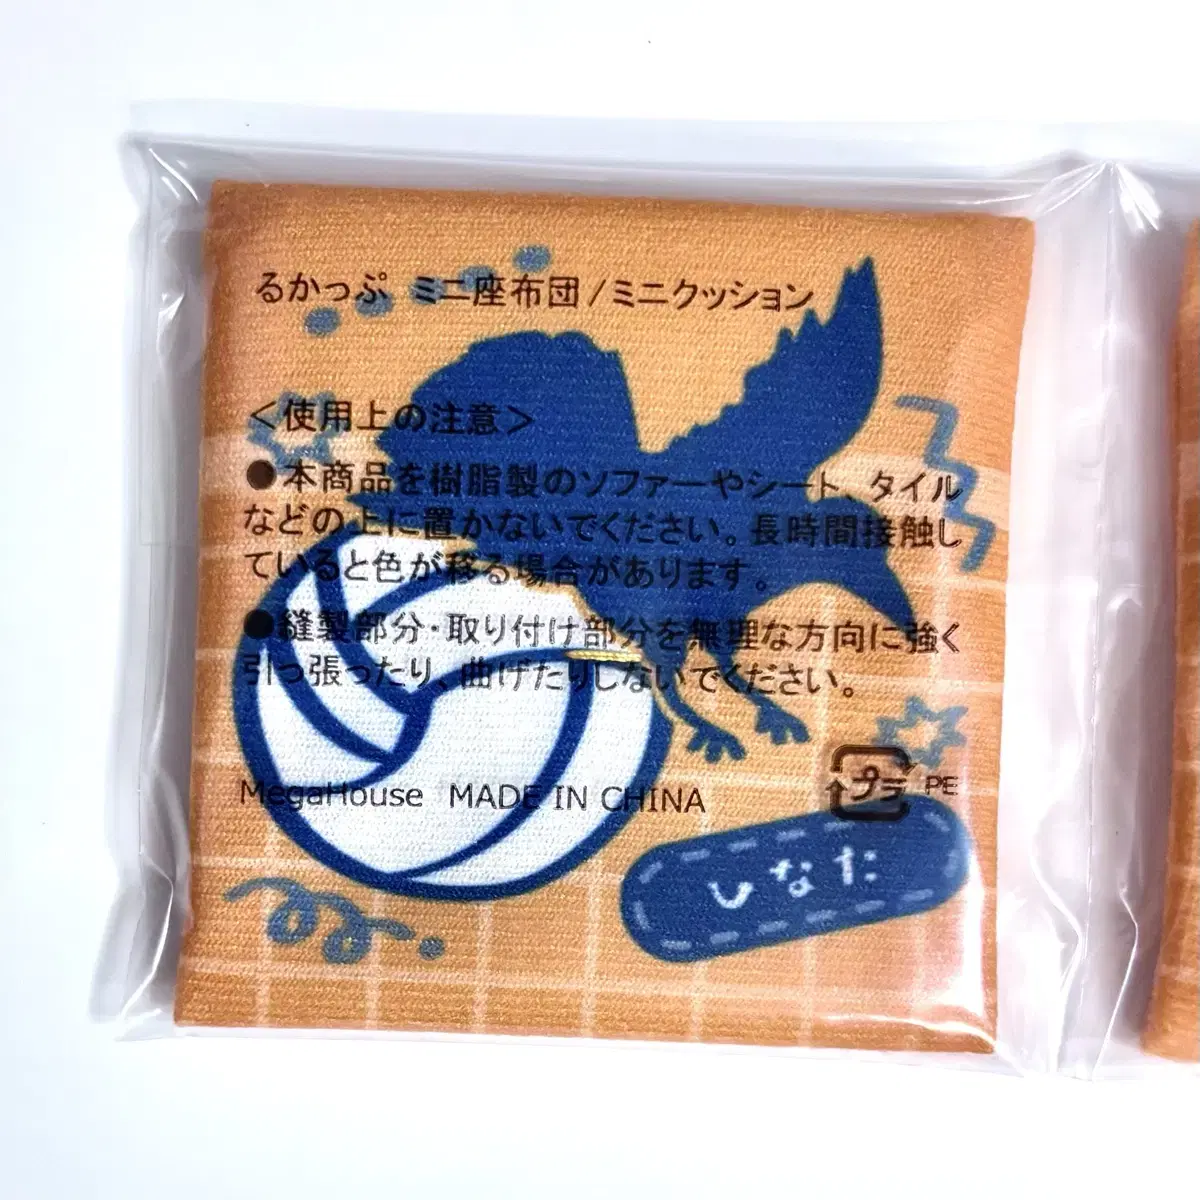 るかっぷ ミニ座布団/ミニクッション
＜使用上の注意＞
●本商品を樹脂製のソファーやシート、タイル
などの上に置かないでください。長時間接触し
ていると色が移る場合があります。
●縫製部分・取り付け部分を無理な方向に強く
引っ張ったり、曲げたりしないでください。
MegaHouse MADE IN CHINA
プラ PE
ひなた